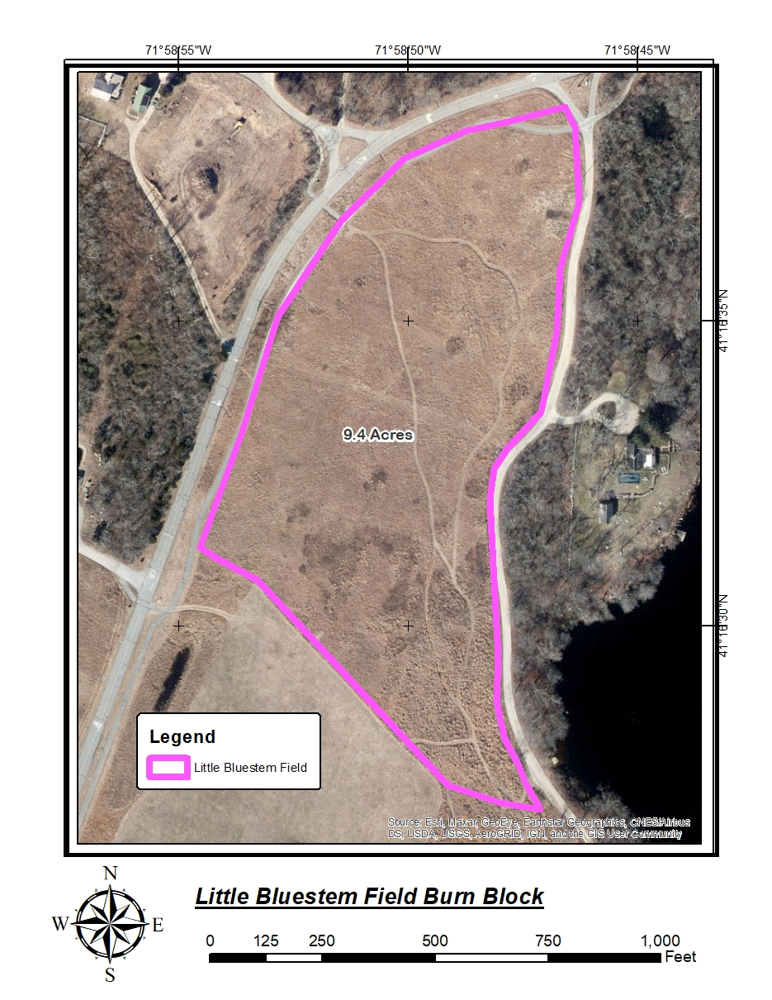 71°58'55"W 71°58'50"W 71°58'45"W
41°16'35"N
9.4 Acres
41°16'30"N
Legend
Little Bluestem Field
Source: Esri, Maxar, GeoEye, Earthstar Geographics, CNES/Airbus
DS, USDA, USGS, AeroGRID, IGN, and the GIS User Community
N
W E
S
Little Bluestem Field Burn Block
0 125 250 500 750 1,000
Feet